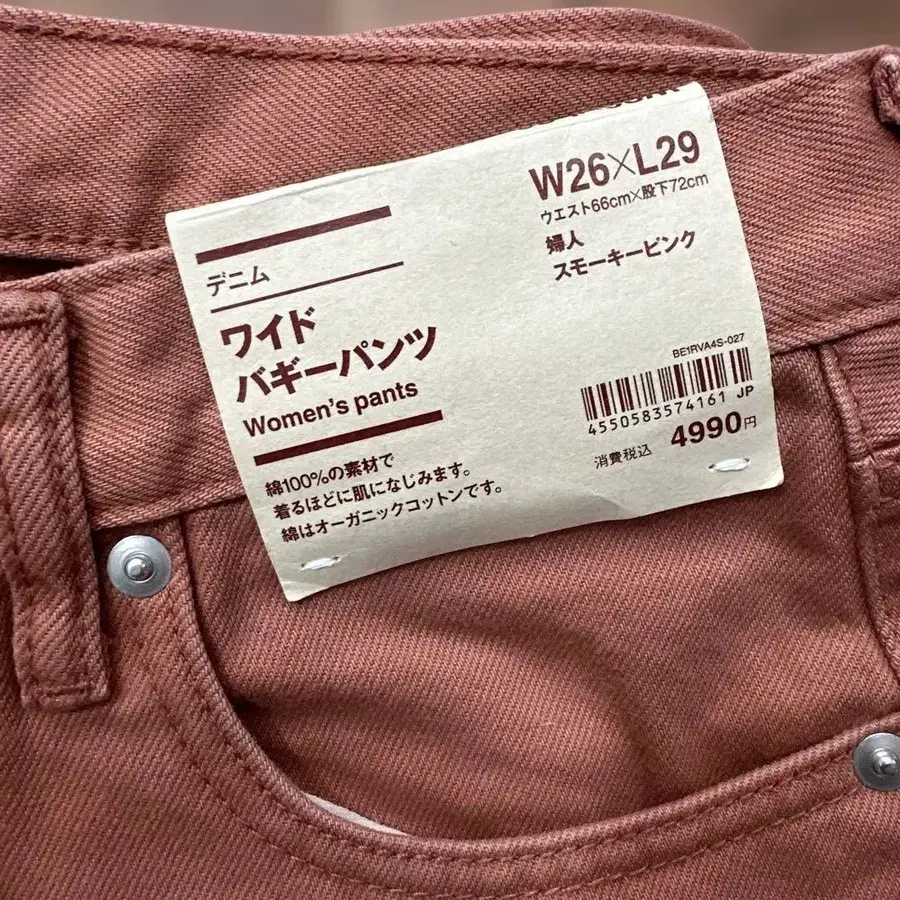 デニム
ワイド
バギーパンツ
Women's pants
綿100%の素材で
着るほどに肌になじみます。
綿はオーガニックコットンです。
W26×L29
ウエスト66cm×股下72cm
婦人
スモーキーピンク
BE1RVA4S-027
4550583574161 JP
消費税込 4990円